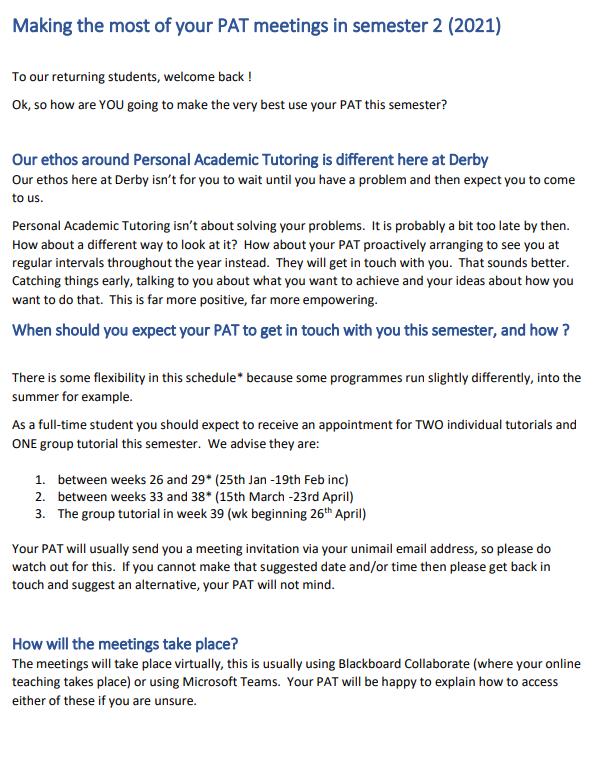 Making the most of your PAT meetings in semester 2 (2021)
To our returning students, welcome back !
Ok, so how are YOU going to make the very best use your PAT this semester?
Our ethos around Personal Academic Tutoring is different here at Derby
Our ethos here at Derby isn’t for you to wait until you have a problem and then expect you to come
to us.
Personal Academic Tutoring isn’t about solving your problems.  It is probably a bit too late by then.
How about a different way to look at it?  How about your PAT proactively arranging to see you at
regular intervals throughout the year instead.  They will get in touch with you.  That sounds better.
Catching things early, talking to you about what you want to achieve and your ideas about how you
want to do that.  This is far more positive, far more empowering.
When should you expect your PAT to get in touch with you this semester, and how ?
There is some flexibility in this schedule* because some programmes run slightly differently, into the
summer for example.
As a full-time student you should expect to receive an appointment for TWO individual tutorials and
ONE group tutorial this semester.  We advise they are:
1. between weeks 26 and 29* (25th Jan -19th Feb inc)
2. between weeks 33 and 38* (15th March -23rd April)
3. The group tutorial in week 39 (wk beginning 26th April)
Your PAT will usually send you a meeting invitation via your unimail email address, so please do
watch out for this.  If you cannot make that suggested date and/or time then please get back in
touch and suggest an alternative, your PAT will not mind.
How will the meetings take place?
The meetings will take place virtually, this is usually using Blackboard Collaborate (where your online
teaching takes place) or using Microsoft Teams.  Your PAT will be happy to explain how to access
either of these if you are unsure.